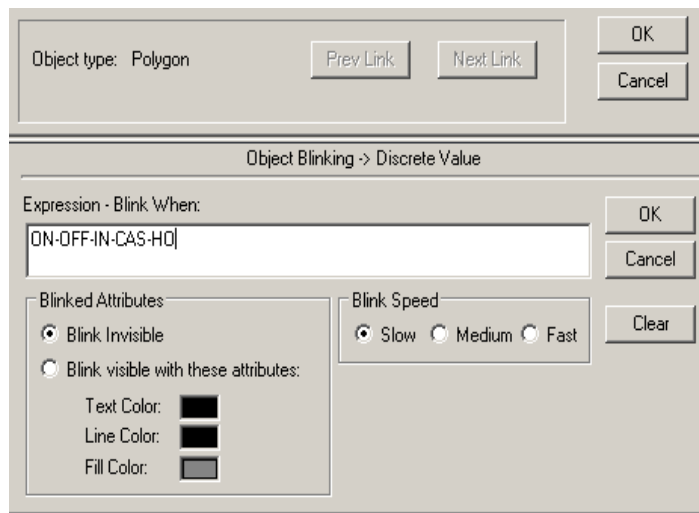 Object type: Polygon
Prev Link
Next Link
OK
Cancel
Object Blinking -> Discrete Value
Expression - Blink When:
ON-OFF-IN-CAS-HO
OK
Cancel
Clear
Blinked Attributes
Blink Invisible
Blink visible with these attributes:
Text Color:
Line Color:
Fill Color:
Blink Speed
Slow Medium Fast